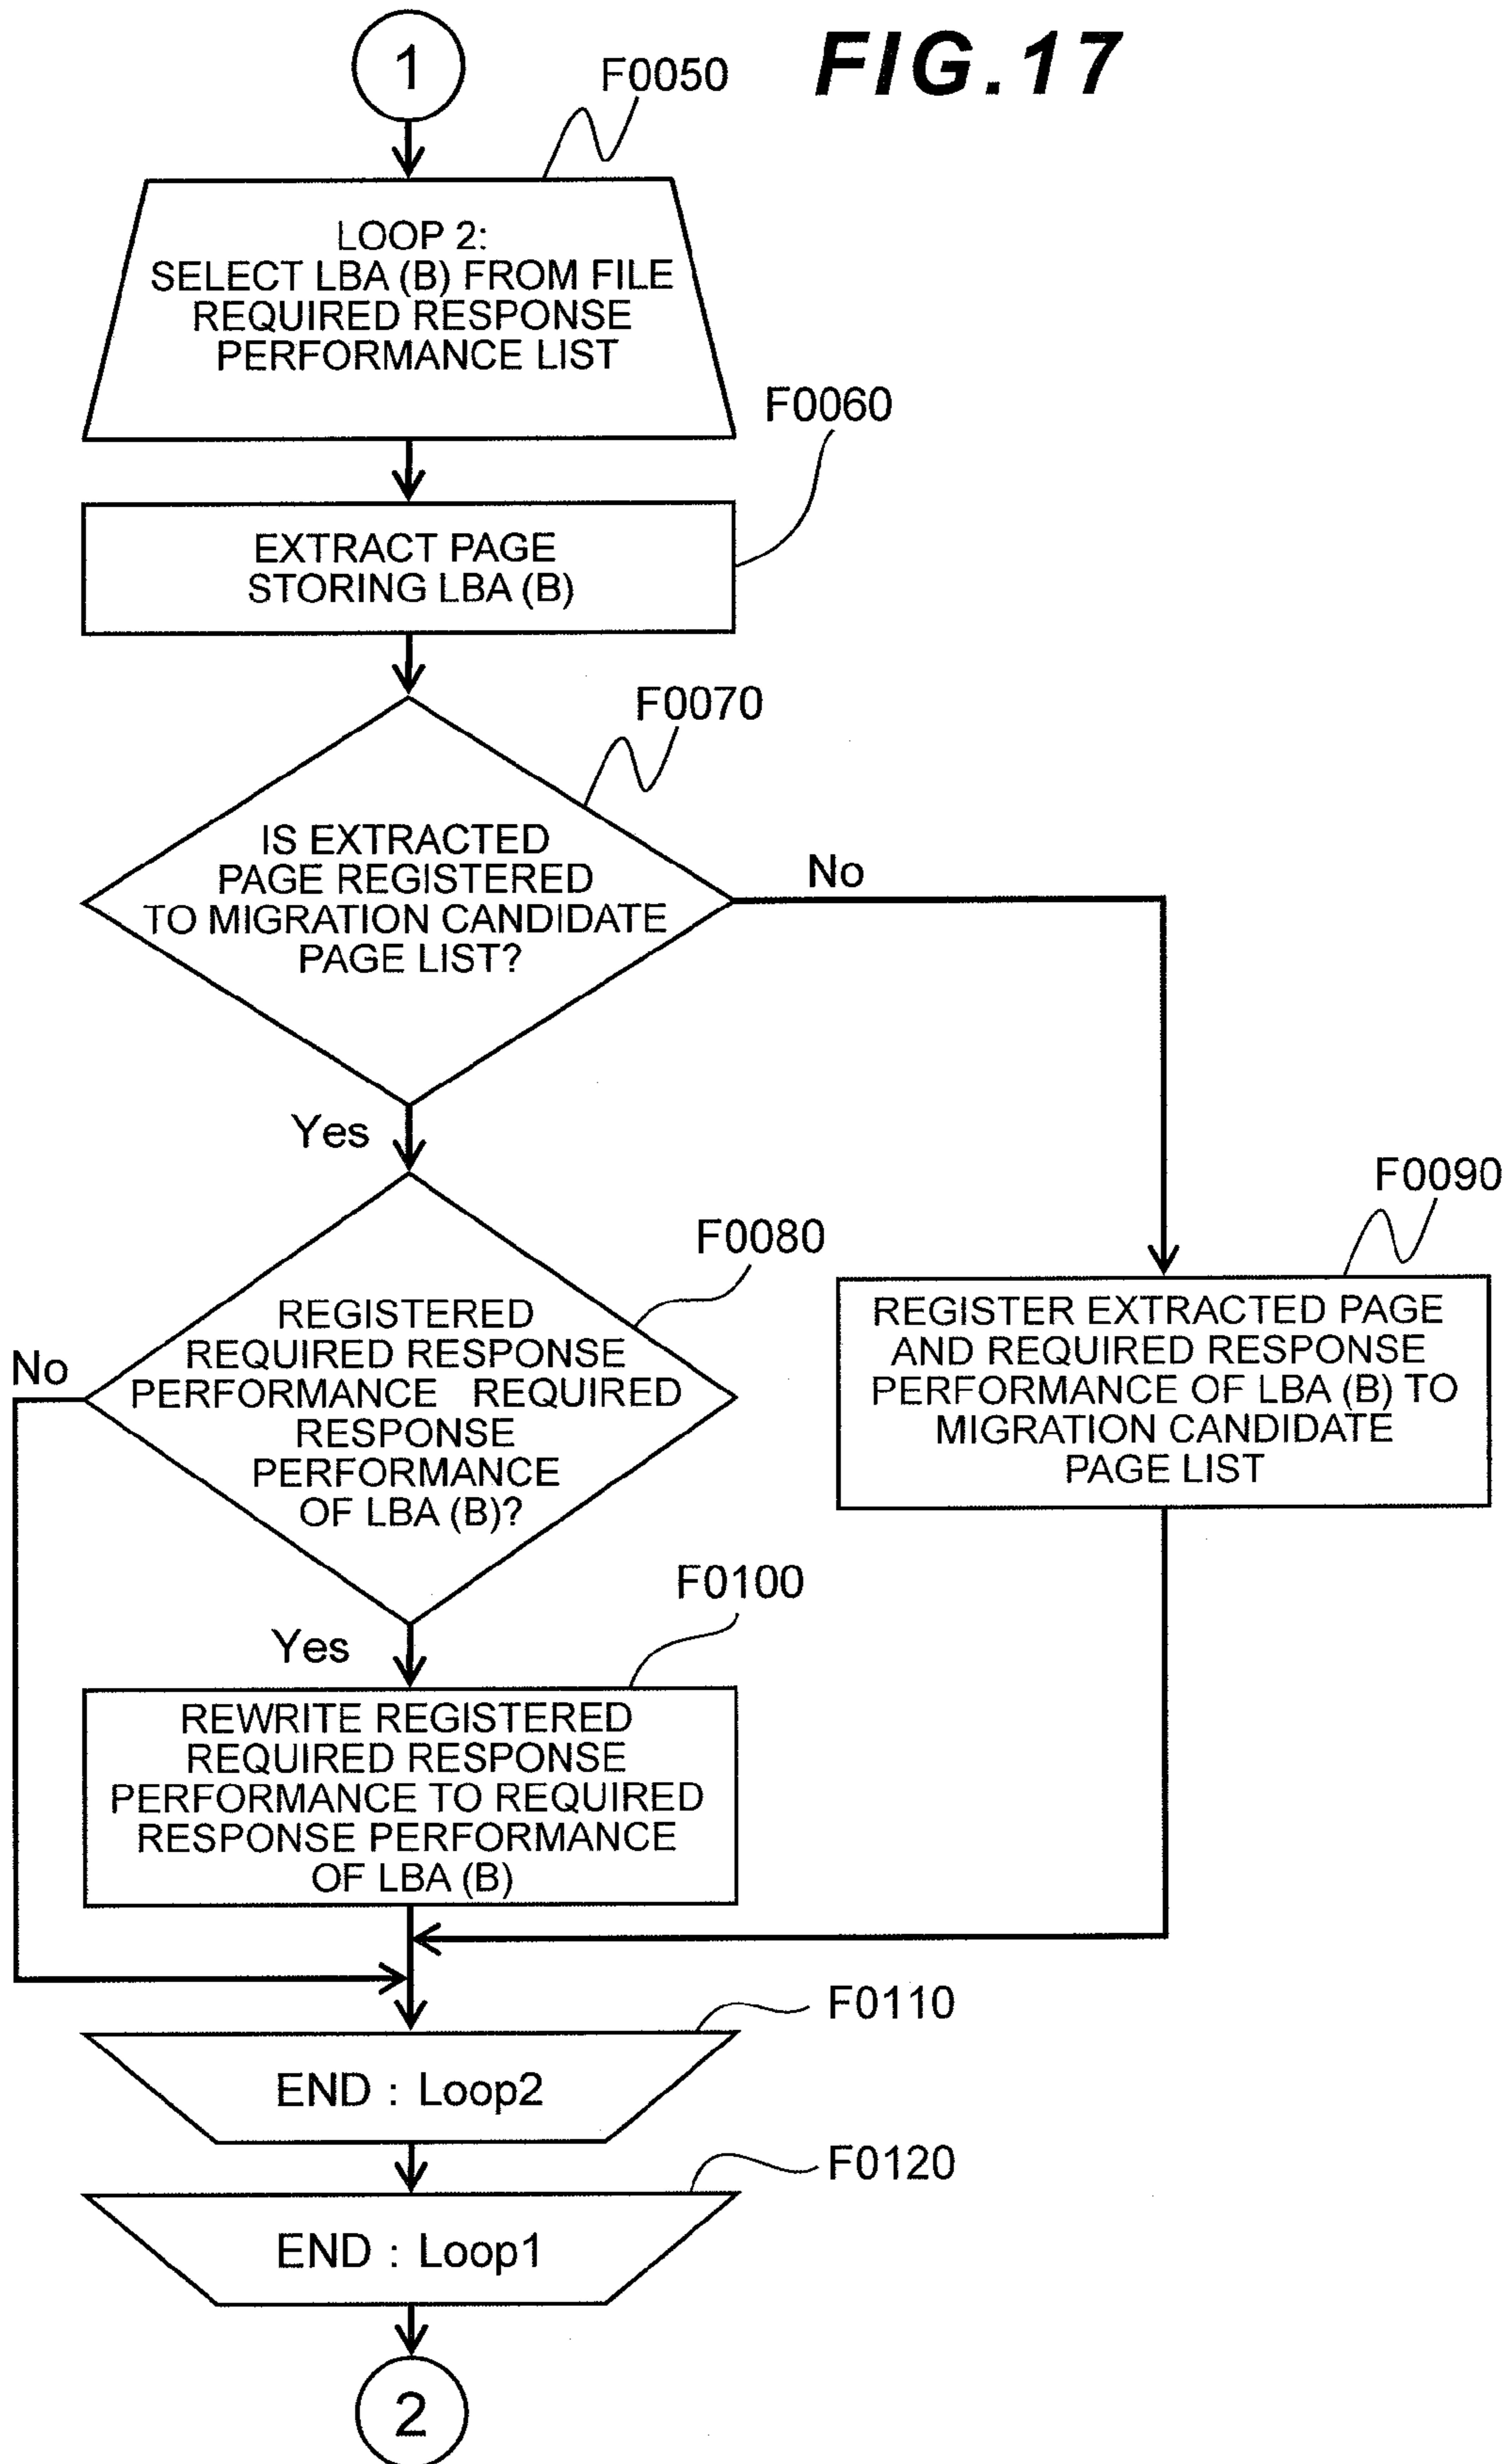 1
FIG.17
F0050
LOOP 2:
SELECT LBA (B) FROM FILE
REQUIRED RESPONSE
PERFORMANCE LIST
F0060
EXTRACT PAGE
STORING LBA (B)
F0070
IS EXTRACTED
PAGE REGISTERED
TO MIGRATION CANDIDATE
PAGE LIST?
No
Yes
F0080
REGISTERED
REQUIRED RESPONSE
PERFORMANCE REQUIRED
RESPONSE
PERFORMANCE
OF LBA (B)?
No
Yes
F0090
REGISTER EXTRACTED PAGE
AND REQUIRED RESPONSE
PERFORMANCE OF LBA (B) TO
MIGRATION CANDIDATE
PAGE LIST
F0100
REWRITE REGISTERED
REQUIRED RESPONSE
PERFORMANCE TO REQUIRED
RESPONSE PERFORMANCE
OF LBA (B)
F0110
END : Loop2
F0120
END : Loop1
2